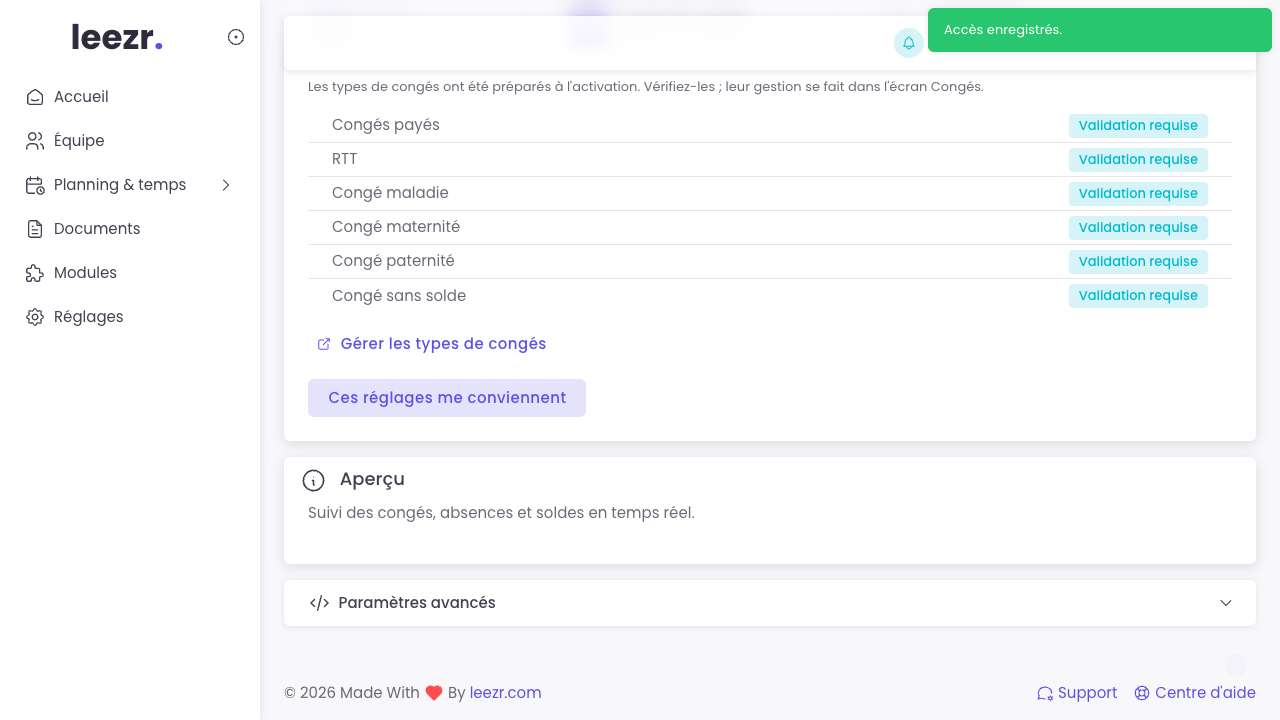 leezr.
Accès enregistrés.
Accueil
Équipe
Planning & temps
Documents
Modules
Réglages
Les types de congés ont été préparés à l'activation. Vérifiez-les ; leur gestion se fait dans l'écran Congés.
Congés payés Validation requise
RTT Validation requise
Congé maladie Validation requise
Congé maternité Validation requise
Congé paternité Validation requise
Congé sans solde Validation requise
Gérer les types de congés
Ces réglages me conviennent
Aperçu
Suivi des congés, absences et soldes en temps réel.
Paramètres avancés
© 2026 Made With By leezr.com
Support Centre d'aide